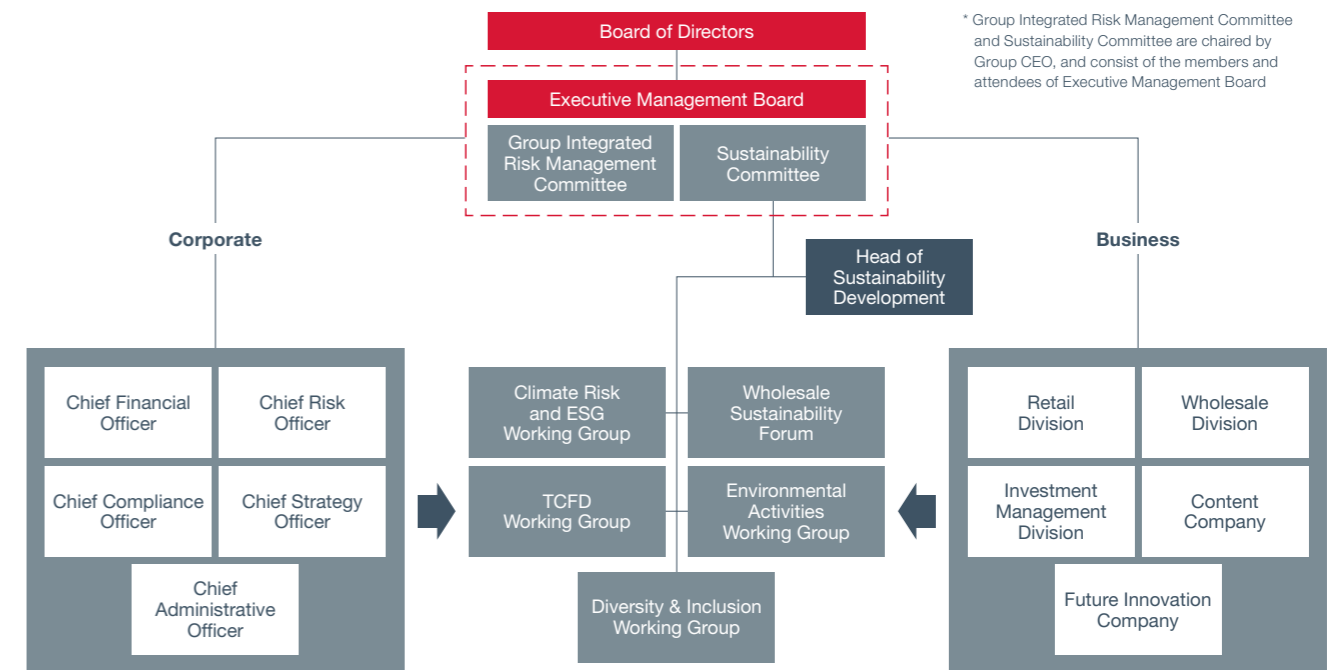 Board of Directors
* Group Integrated Risk Management Committee
and Sustainability Committee are chaired by
Group CEO, and consist of the members and
attendees of Executive Management Board
Executive Management Board
Group Integrated
Risk Management
Committee
Sustainability
Committee
Corporate
Business
Head of
Sustainability
Development
Chief Financial
Officer
Chief Risk
Officer
Chief Compliance
Officer
Chief Strategy
Officer
Chief
Administrative
Officer
Climate Risk
and ESG
Working Group
Wholesale
Sustainability
Forum
TCFD
Working Group
Environmental
Activities
Working Group
Diversity & Inclusion
Working Group
Retail
Division
Wholesale
Division
Investment
Management
Division
Content
Company
Future Innovation
Company